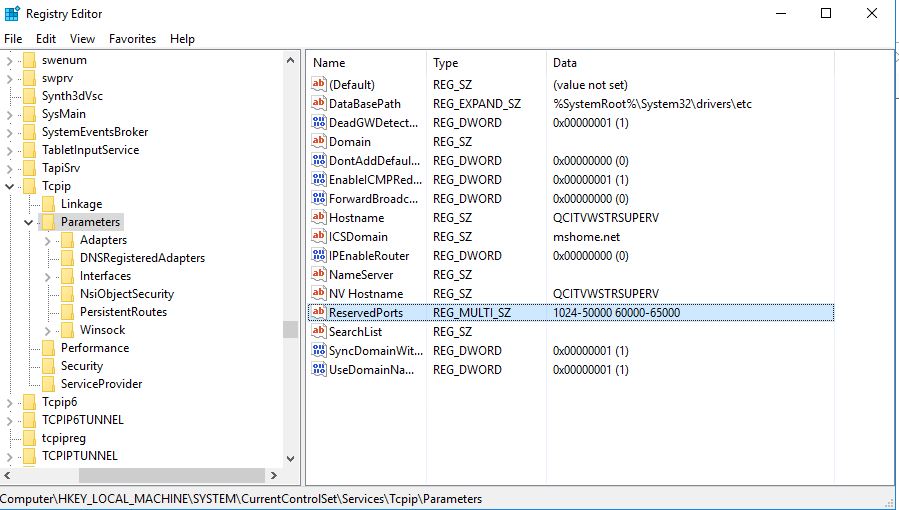 Registry Editor
File Edit View Favorites Help
swenum
swprv
Synth3dVsc
SysMain
SystemEventsBroker
TabletInputService
TapiSrv
Tcpip
Linkage
Parameters
Adapters
DNSRegisteredAdapters
Interfaces
NsiObjectSecurity
PersistentRoutes
Winsock
Performance
Security
ServiceProvider
Tcpip6
TCPIP6TUNNEL
tcpipreg
TCPIPTUNNEL
Name Type Data
(Default) REG_SZ (value not set)
DataBasePath REG_EXPAND_SZ %SystemRoot%\System32\drivers\etc
DeadGWDetect... REG_DWORD 0x00000001 (1)
Domain REG_SZ
DontAddDefaul... REG_DWORD 0x00000000 (0)
EnableICMPRed... REG_DWORD 0x00000001 (1)
ForwardBroadc... REG_DWORD 0x00000000 (0)
Hostname REG_SZ QCITVWSTRSUPERV
ICSDomain REG_SZ mshome.net
IPEnableRouter REG_DWORD 0x00000000 (0)
NameServer REG_SZ
NV Hostname REG_SZ QCITVWSTRSUPERV
ReservedPorts REG_MULTI_SZ 1024-50000 60000-65000
SearchList REG_SZ
SyncDomainWit... REG_DWORD 0x00000001 (1)
UseDomainNa... REG_DWORD 0x00000001 (1)
Computer\HKEY_LOCAL_MACHINE\SYSTEM\CurrentControlSet\Services\Tcpip\Parameters